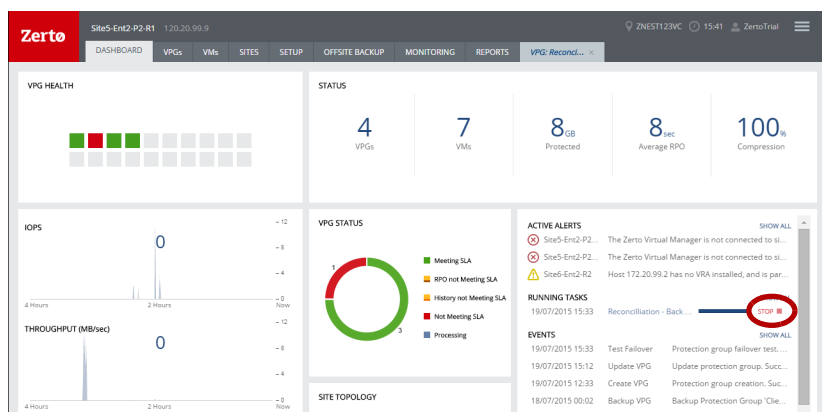 Zertø
Site5-Ent2-P2-R1 120.20.99.9
ZNEST123VC 15:41 ZertoTrial
DASHBOARD VPGs VMs SITES SETUP OFFSITE BACKUP MONITORING REPORTS VPG: Reconci... ×
VPG HEALTH
STATUS
4 VPGs
7 VMs
8 GB Protected
8 sec Average RPO
100% Compression
IOPS
0
12
8
4
0
4 Hours 2 Hours Now
THROUGHPUT (MB/sec)
0
12
8
4
0
4 Hours 2 Hours Now
VPG STATUS
1
3
Meeting SLA
RPO not Meeting SLA
History not Meeting SLA
Not Meeting SLA
Processing
SITE TOPOLOGY
ACTIVE ALERTS SHOW ALL
Site5-Ent2-P2... The Zerto Virtual Manager is not connected to si...
Site5-Ent2-P2... The Zerto Virtual Manager is not connected to si...
Site6-Ent2-R2 Host 172.20.99.2 has no VRA installed, and is par...
RUNNING TASKS
19/07/2015 15:33 Reconcilliation - Back ... STOP
EVENTS SHOW ALL
19/07/2015 15:33 Test Failover Protection group failover test. ...
19/07/2015 15:12 Update VPG Update protection group. Succ...
19/07/2015 12:33 Create VPG Protection group creation. Suc...
18/07/2015 00:02 Backup VPG Backup Protection Group 'Clie...